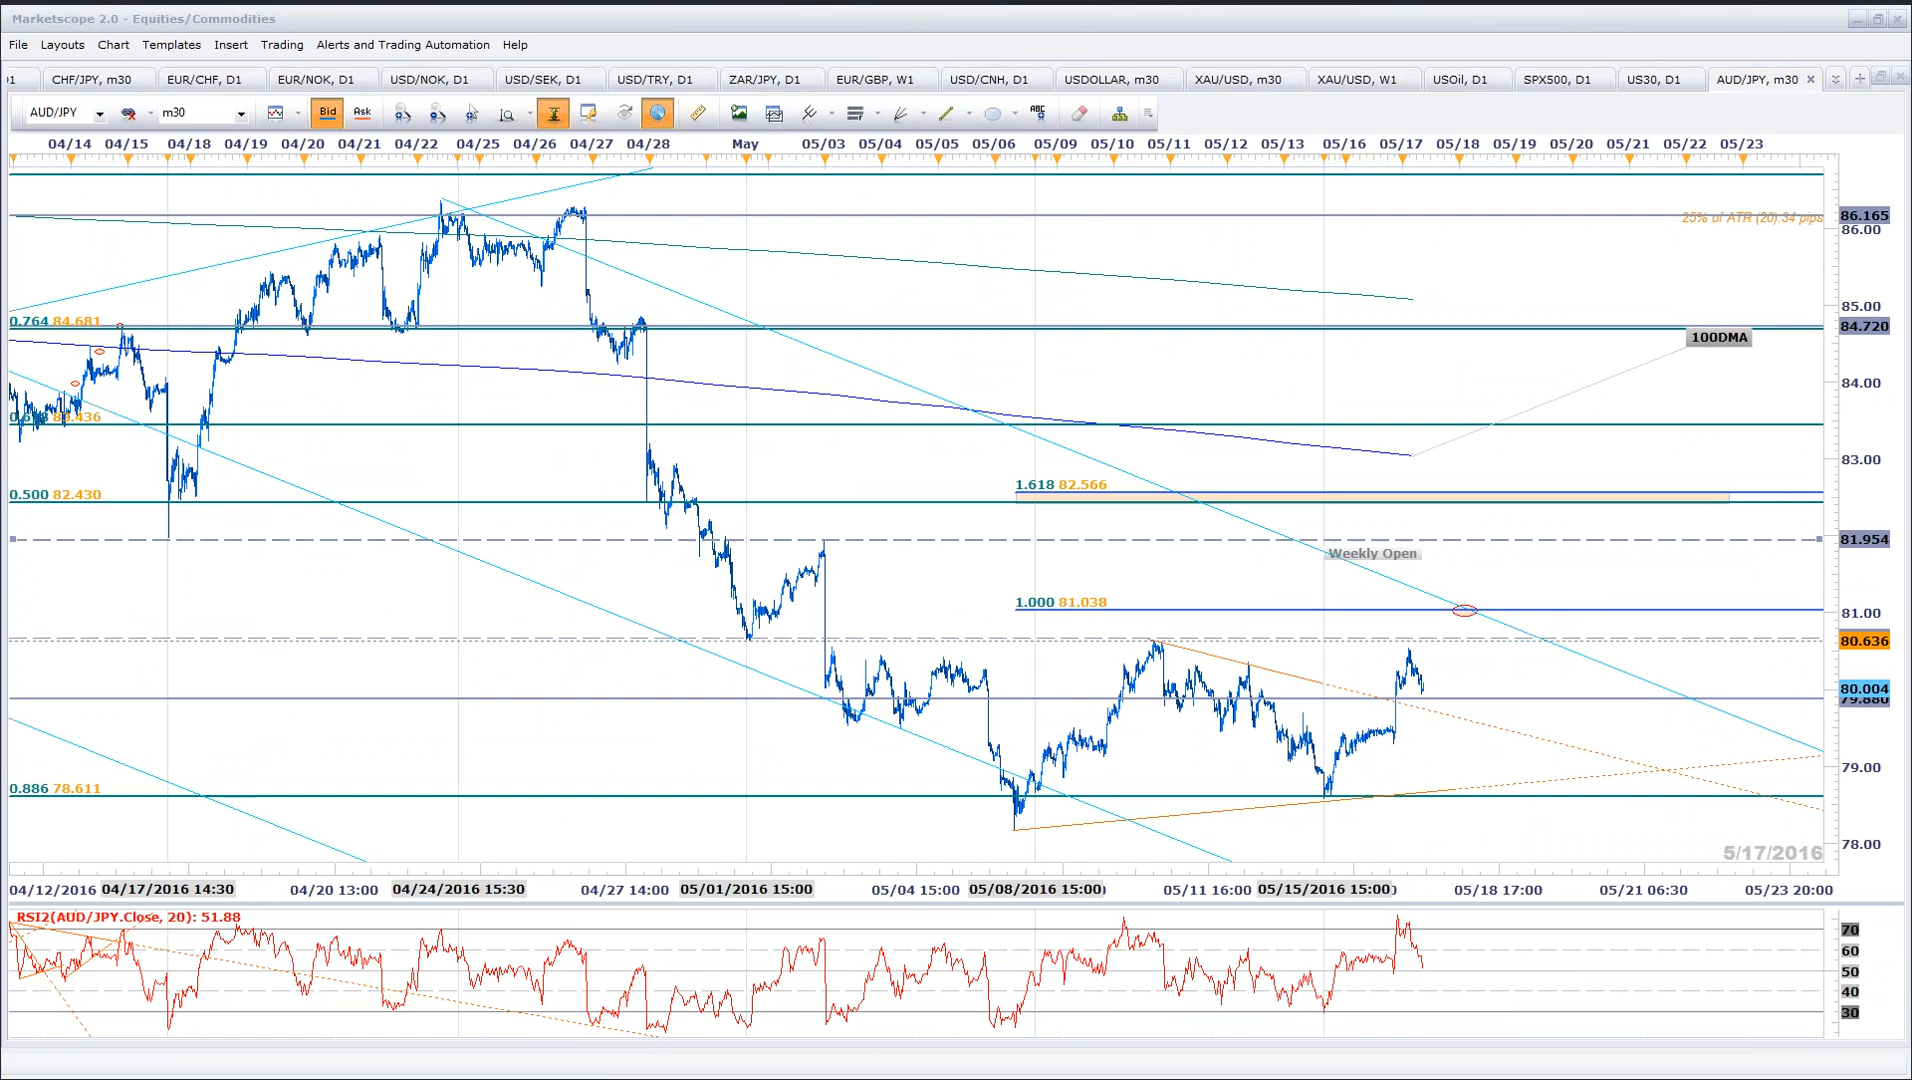 Marketscope 2.0 - Equities/Commodities
File Layouts Chart Templates Insert Trading Alerts and Trading Automation Help
CHF/JPY, m30 EUR/CHF, D1 EUR/NOK, D1 USD/NOK, D1 USD/SEK, D1 USD/TRY, D1 ZAR/JPY, D1 EUR/GBP, W1 USD/CNH, D1 USDOLLAR, m30 XAU/USD, m30 XAU/USD, W1 USOil, D1 SPX500, D1 US30, D1 AUD/JPY, m30
AUD/JPY m30 Bid Ask ABC
04/14 04/15 04/18 04/19 04/20 04/21 04/22 04/25 04/26 04/27 04/28 May 05/03 05/04 05/05 05/06 05/09 05/10 05/11 05/12 05/13 05/16 05/17 05/18 05/19 05/20 05/21 05/22 05/23
25% of ATR (20):34 pips 86.165
86.00
85.00
0.764 84.681
84.720
100DMA
84.00
83.436
83.00
1.618 82.566
0.500 82.430
81.954
Weekly Open
1.000 81.038
81.00
80.636
80.004
79.880
79.00
0.886 78.611
78.00
5/17/2016
04/12/2016 04/17/2016 14:30 04/20 13:00 04/24/2016 15:30 04/27 14:00 05/01/2016 15:00 05/04 15:00 05/08/2016 15:00 05/11 16:00 05/15/2016 15:00 05/18 17:00 05/21 06:30 05/23 20:00
RSI2(AUD/JPY.Close, 20): 51.88
70
60
50
40
30